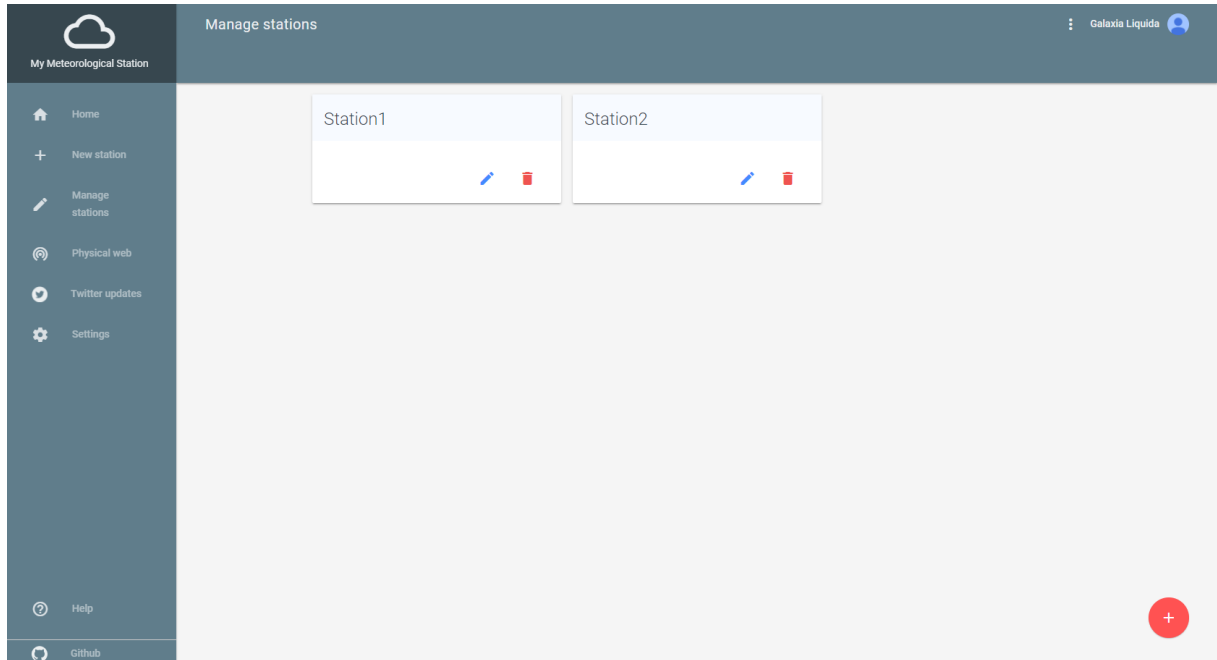 My Meteorological Station
Manage stations
Galaxia Liquida
Home
New station
Manage
stations
Physical web
Twitter updates
Settings
Help
Github
Station1
Station2